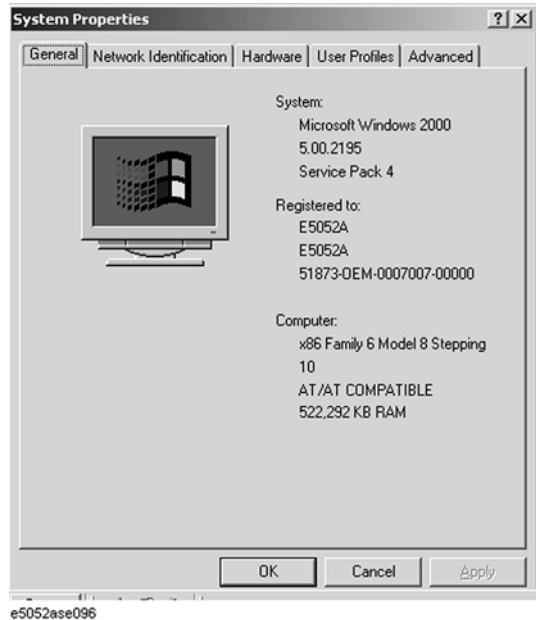 System Properties
General Network Identification Hardware User Profiles Advanced
System:
Microsoft Windows 2000
5.00.2195
Service Pack 4
Registered to:
E5052A
E5052A
51873-OEM-0007007-00000
Computer:
x86 Family 6 Model 8 Stepping
10
AT/AT COMPATIBLE
522,292 KB RAM
OK Cancel Apply
e5052ase096